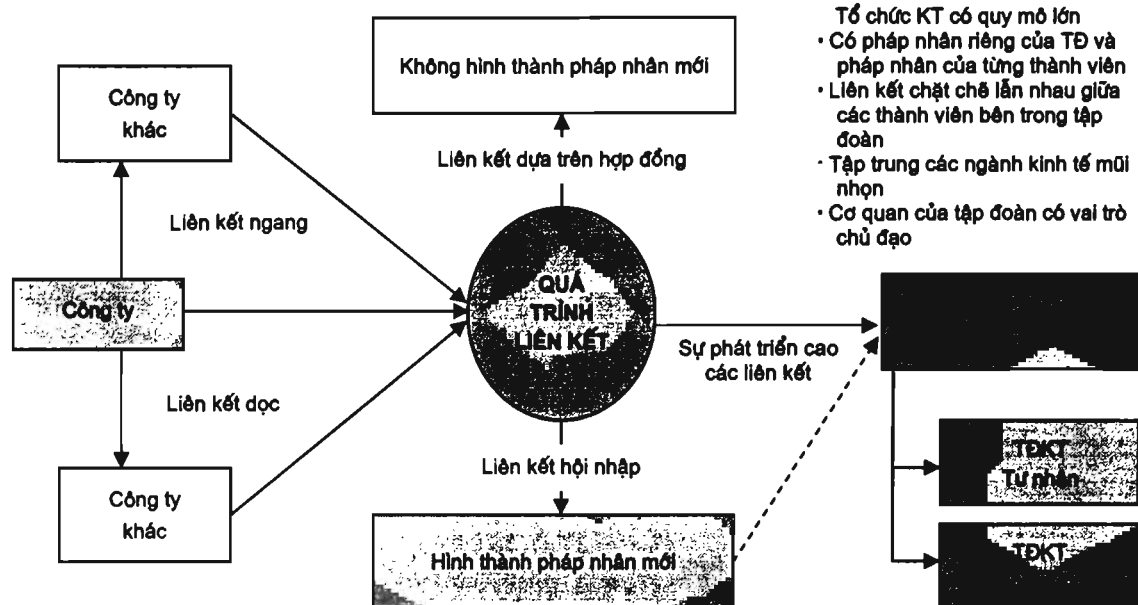 Tổ chức KT có quy mô lớn
• Có pháp nhân riêng của TĐ và
pháp nhân của từng thành viên
• Liên kết chặt chẽ lẫn nhau giữa
các thành viên bên trong tập
đoàn
• Tập trung các ngành kinh tế mũi
nhọn
• Cơ quan của tập đoàn có vai trò
chủ đạo
Không hình thành pháp nhân mới
Công ty
khác
Liên kết dựa trên hợp đồng
Liên kết ngang
Công ty
QUÁ
TRÌNH
LIÊN KẾT
Sự phát triển cao
các liên kết
Liên kết dọc
Liên kết hội nhập
Công ty
khác
Hình thành pháp nhân mới
TĐKT
Tư nhân
TĐKT